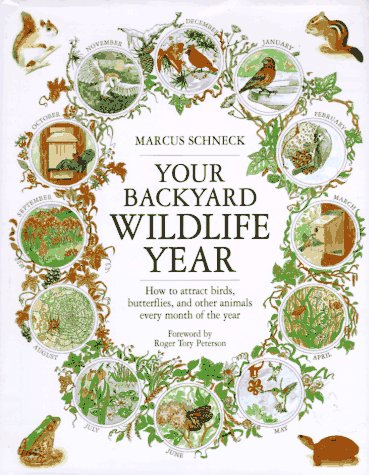 DECEMBER
NOVEMBER
JANUARY
OCTOBER
FEBRUARY
SEPTEMBER
MARCH
AUGUST
APRIL
JULY
MAY
JUNE
MARCUS SCHNECK
YOUR
BACKYARD
WILDLIFE
YEAR
How to attract birds,
butterflies, and other animals
every month of the year
Foreword by
Roger Tory Peterson